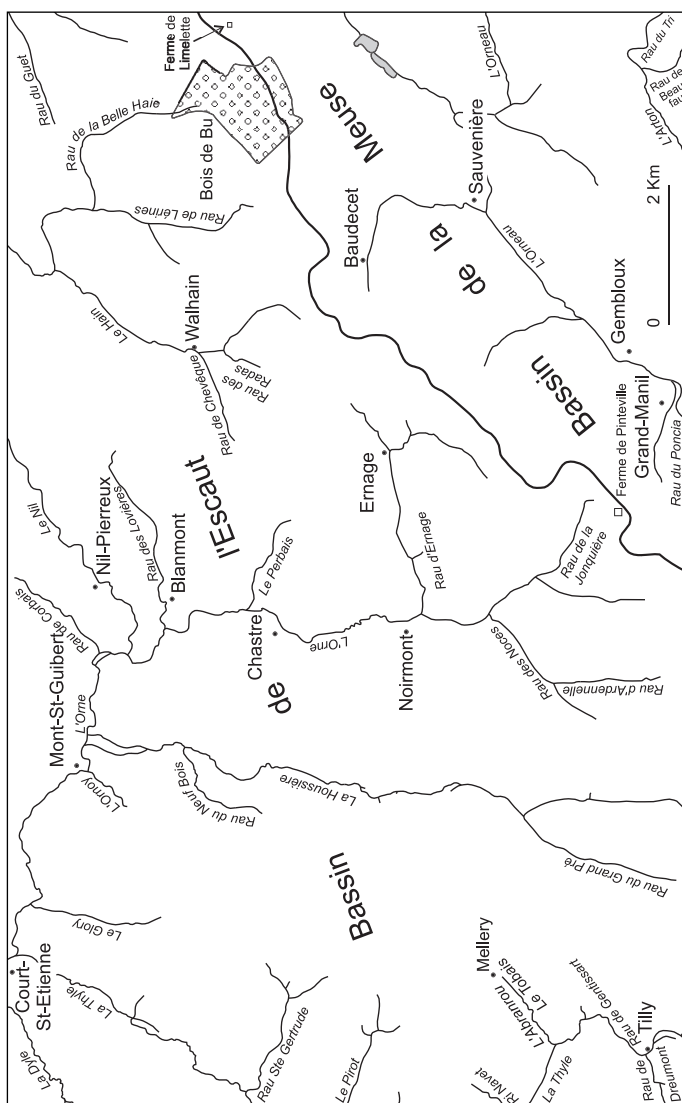 Court-
St-Etienne
La Dyle
La Thyle
Le Glory
Mont-St-Guibert
L'Ornoy
L'Orne
Rau de Corbais
Le Nil
Nil-Pierreux
Rau des Lovières
Blanmont
Le Hain
Walhain
Rau de Chevêque
Rau des
Radas
Rau de Lérines
Rau de la Belle Haie
Rau du Guet
Bois de Bu
Ferme de
Limelette
Rau Ste Gertrude
Le Pirot
Rau du Neuf Bois
La Houssière
Bassin
de
l'Escaut
Chastre
Le Perbais
L'Orne
Noirmont
Rau d'Ernage
Ernage
Baudecet
Bassin
de la
Meuse
Sauvenière
L'Orneau
L'Orneau
Mellery
Le Tobais
L'Abranrou
Ri Navet
La Thyle
Rau de Gentissart
Tilly
Rau de
Dreumont
Rau du Grand Pré
Rau des Noces
Rau d'Ardennelle
Rau de la
Jonquière
Ferme de Pinteville
Grand-Manil
Rau du Poncia
Gembloux
0 2 Km
L'Arton
Rau de
Beau
fau
Rau du Tri